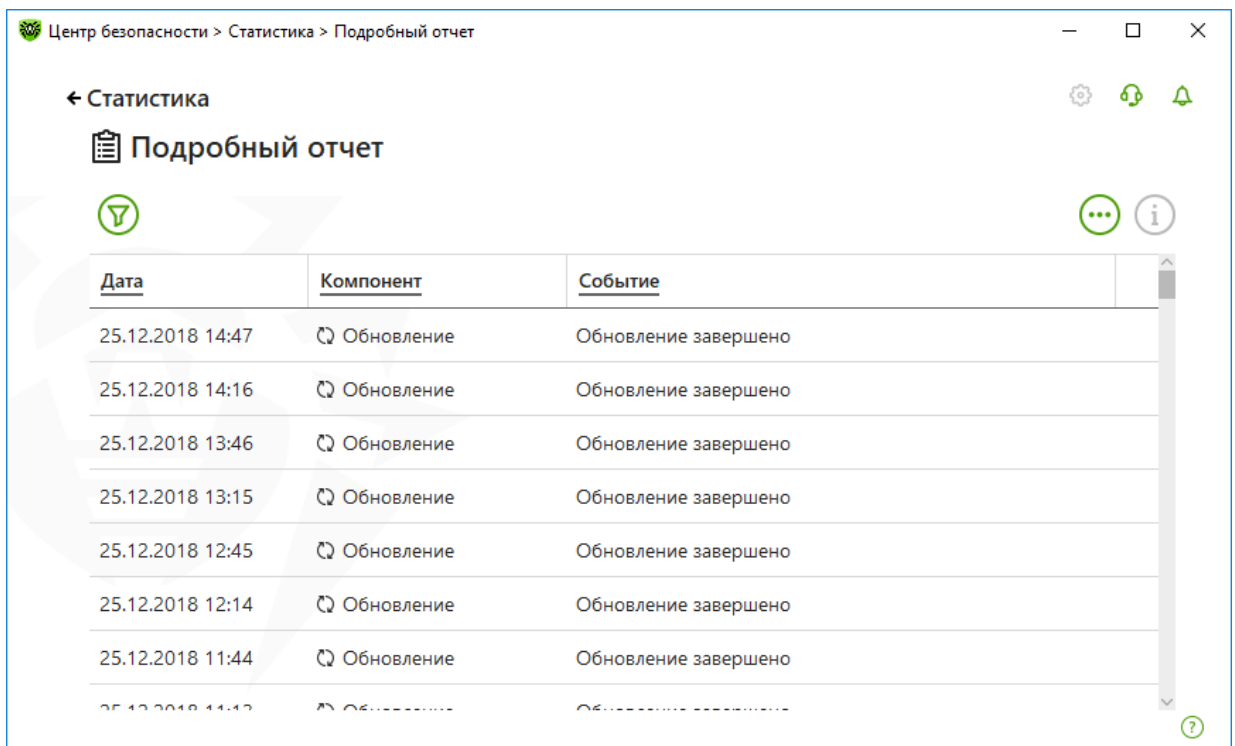 Центр безопасности > Статистика > Подробный отчет
Статистика
Подробный отчет
Дата Компонент Событие
25.12.2018 14:47 Обновление Обновление завершено
25.12.2018 14:16 Обновление Обновление завершено
25.12.2018 13:46 Обновление Обновление завершено
25.12.2018 13:15 Обновление Обновление завершено
25.12.2018 12:45 Обновление Обновление завершено
25.12.2018 12:14 Обновление Обновление завершено
25.12.2018 11:44 Обновление Обновление завершено